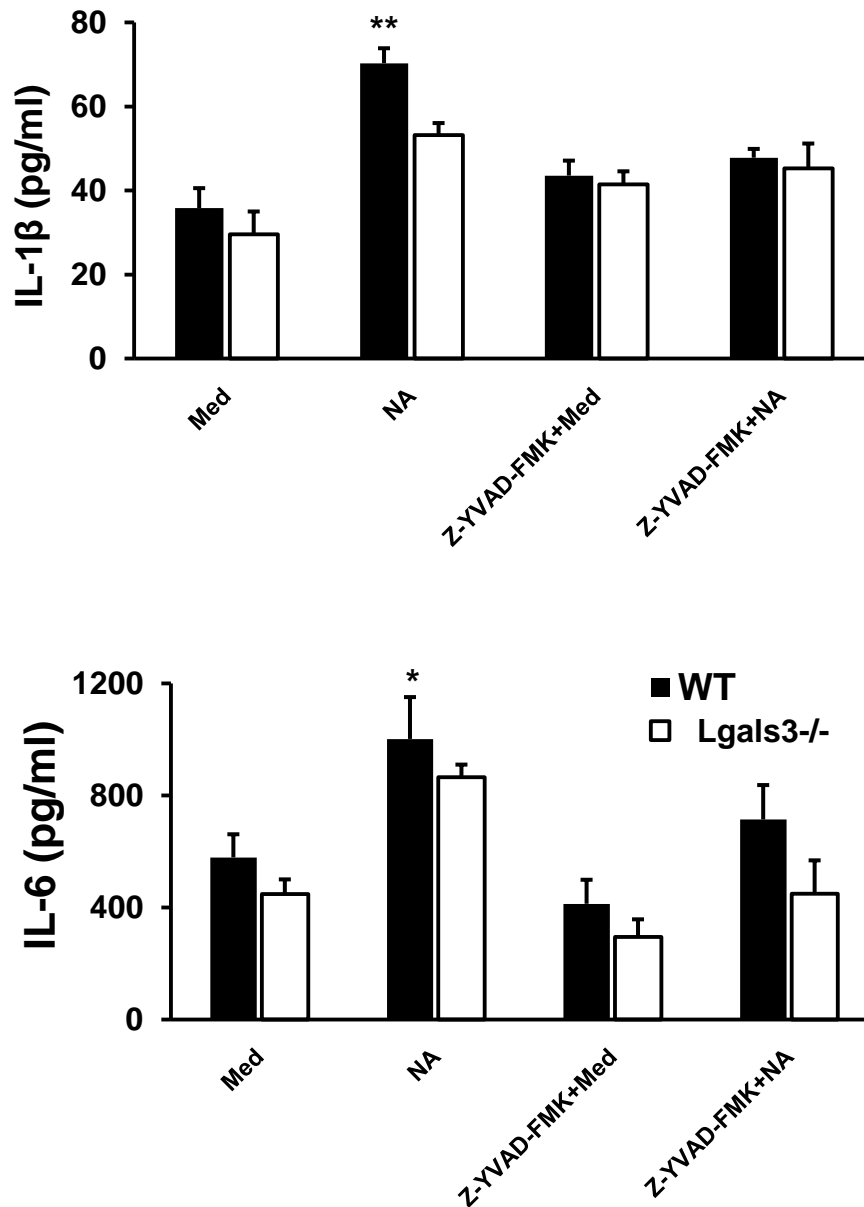 **
80
60
40
20
0
IL-1β (pg/ml)
Med
NA
Z-YVAD-FMK+Med
Z-YVAD-FMK+NA
*
1200
800
400
0
IL-6 (pg/ml)
WT
Lgals3-/-
Med
NA
Z-YVAD-FMK+Med
Z-YVAD-FMK+NA